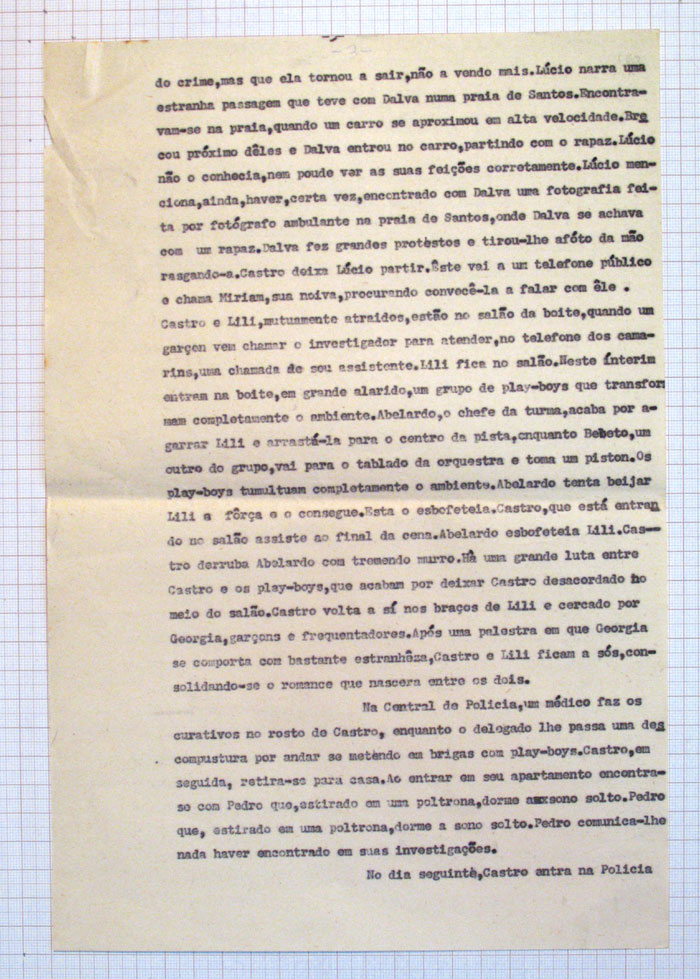 -3-
do crime,mas que ela tornou a sair,não a vendo mais.Lúcio narra uma
estranha passagem que teve com Dalva numa praia de Santos.Encontra-
vam-se na praia,quando um carro se aproximou em alta velocidade.Bre
cou próximo dêles e Dalva entrou no carro,partindo com o rapaz.Lúcio
não o conhecia,nem poude var as suas feições corretamente.Lúcio men-
ciona,ainda,haver,certa vez,encontrado com Dalva uma fotografia fei-
ta por fotógrafo ambulante na praia de Santos,onde Dalva se achava
com um rapaz.Dalva fez grandes protèstos e tirou-lhe afóto da mão
rasgando-a.Castro deixa Lúcio partir.Êste vai a um telefone público
e chama Miriam,sua noiva,procurando convecê-la a falar com êle .
Castro e Lili,mutuamente atraidos,estão no salão da boite,quando um
garçon vem chamar o investigador para atender,no telefone dos cama-
rins,uma chamada de seu assistente.Lili fica no salão.Neste ínterim
entram na boite,em grande alarido,um grupo de play-boys que transfor
mam completamente o ambiente.Abelardo,o chefe da turma,acaba por a-
garrar Lili e arrastá-la para o centro da pista,enquanto Bebeto,um
outro do grupo,vai para o tablado da orquestra e toma um piston.Os
play-boys tumultuam completamente o ambiente.Abelardo tenta beijar
Lili a fôrça e o consegue.Esta o esbofeteia.Castro,que está entran
do no salão assiste ao final da cena.Abelardo esbofeteia Lili.Cas-
tro derruba Abelardo com tremendo murro.Há uma grande luta entre
Castro e os play-boys,que acabam por deixar Castro desacordado no
meio do salão.Castro volta a sí nos braços de Lili e cercado por
Georgia,garçons e frequentadores.Após uma palestra em que Georgia
se comporta com bastante estranhêza,Castro e Lili ficam a sós,con-
solidando-se o romance que nascera entre os dois.
Na Central de Policia,um médico faz os
curativos no rosto de Castro, enquanto o delegado lhe passa uma des
compustura por andar se metendo em brigas com play-boys.Castro,em
seguida, retira-se para casa.Ao entrar em seu apartamento encontra-
se com Pedro que,estirado em uma poltrona,dorme axxsono solto.Pedro
que, estirado em uma poltrona,dorme a sono solto.Pedro comunica-lhe
nada haver encontrado em suas investigações.
No dia seguintè,Castro entra na Policia